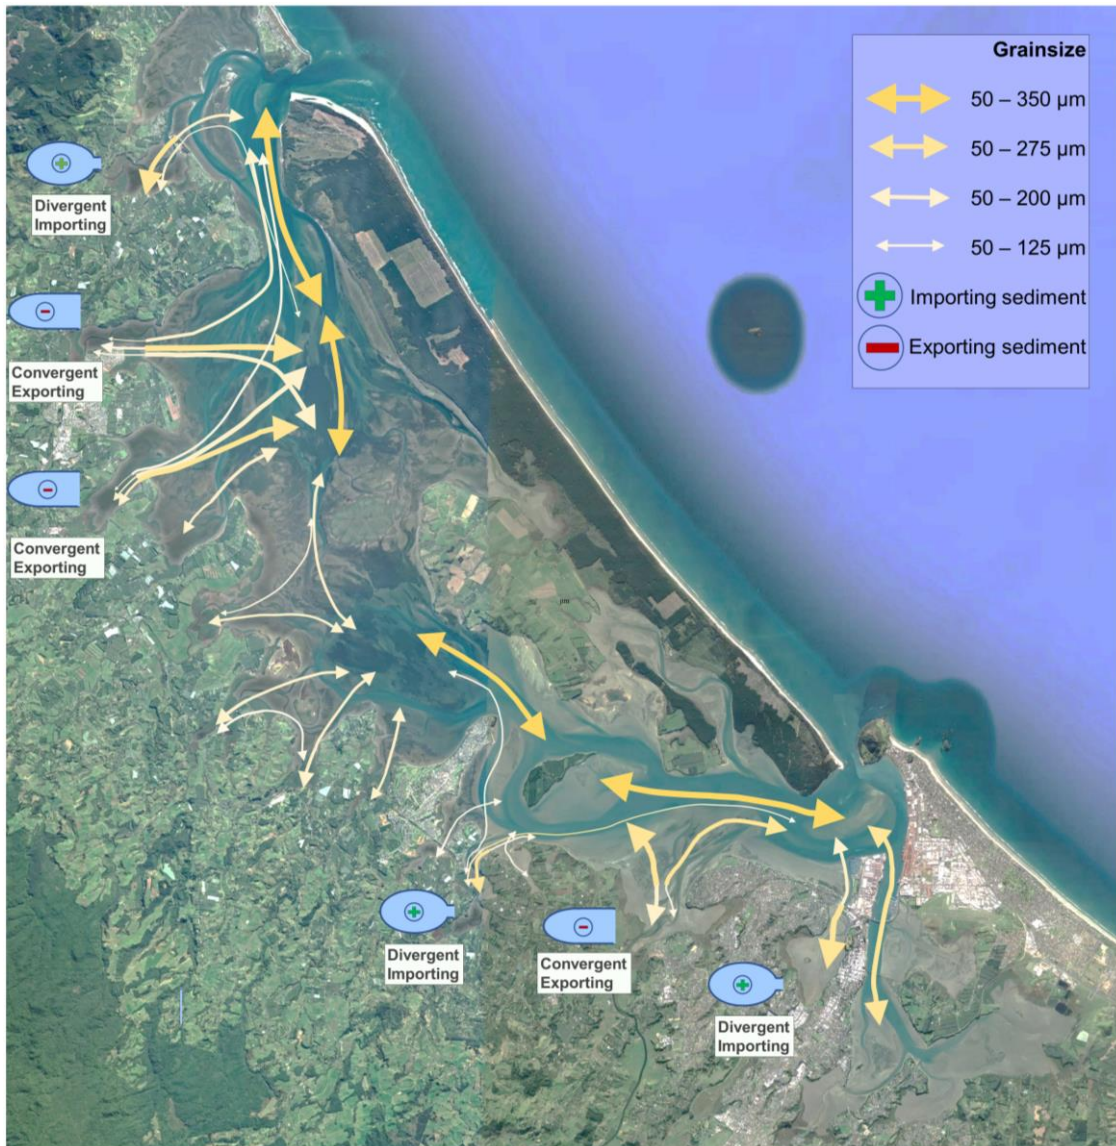 Grainsize
50 – 350 µm
50 – 275 µm
50 – 200 µm
50 – 125 µm
Importing sediment
Exporting sediment
Divergent
Importing
Convergent
Exporting
Convergent
Exporting
Divergent
Importing
Convergent
Exporting
Divergent
Importing